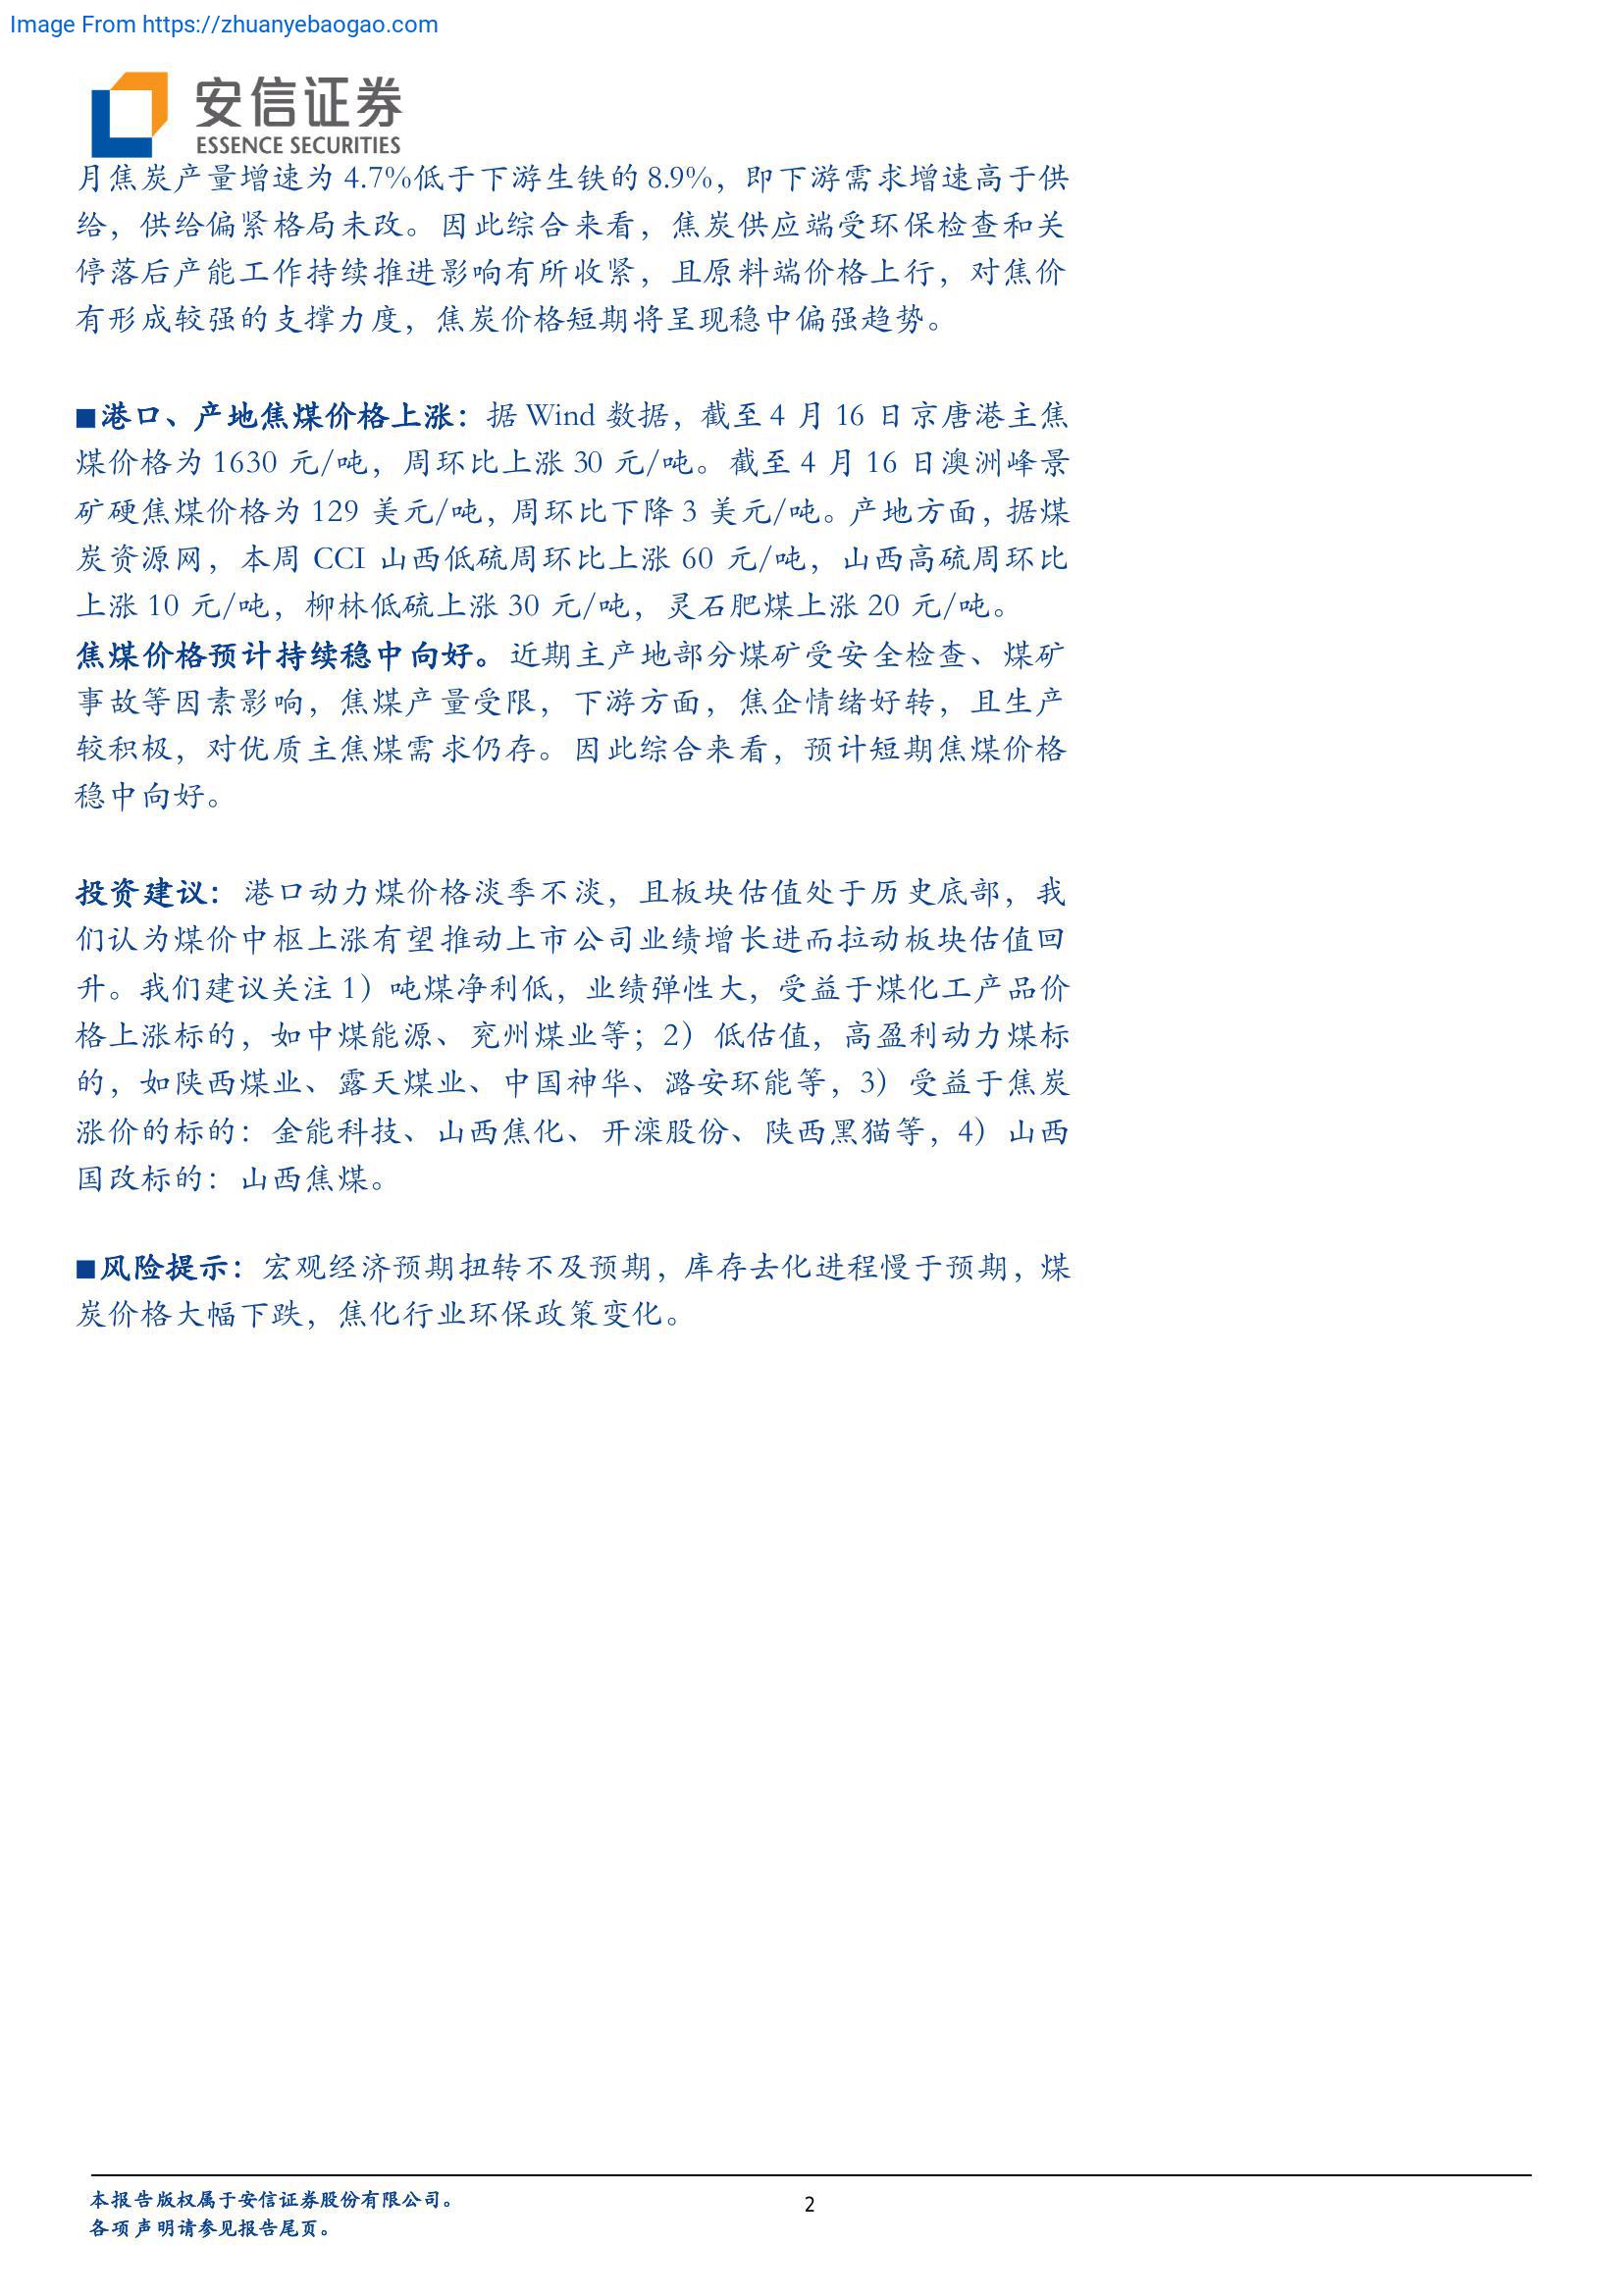 Image From https://zhuanyebaogao.com
安信证券
ESSENCE SECURITIES
月焦炭产量增速为 4.7%低于下游生铁的 8.9%，即下游需求增速高于供
给，供给偏紧格局未改。因此综合来看，焦炭供应端受环保检查和关
停落后产能工作持续推进影响有所收紧，且原料端价格上行，对焦价
有形成较强的支撑力度，焦炭价格短期将呈现稳中偏强趋势。
■港口、产地焦煤价格上涨：据 Wind 数据，截至 4 月 16 日京唐港主焦
煤价格为 1630 元/吨，周环比上涨 30 元/吨。截至 4 月 16 日澳洲峰景
矿硬焦煤价格为 129 美元/吨，周环比下降 3 美元/吨。产地方面，据煤
炭资源网，本周 CCI 山西低硫周环比上涨 60 元/吨，山西高硫周环比
上涨 10 元/吨，柳林低硫上涨 30 元/吨，灵石肥煤上涨 20 元/吨。
焦煤价格预计持续稳中向好。近期主产地部分煤矿受安全检查、煤矿
事故等因素影响，焦煤产量受限，下游方面，焦企情绪好转，且生产
较积极，对优质主焦煤需求仍存。因此综合来看，预计短期焦煤价格
稳中向好。
投资建议：港口动力煤价格淡季不淡，且板块估值处于历史底部，我
们认为煤价中枢上涨有望推动上市公司业绩增长进而拉动板块估值回
升。我们建议关注 1）吨煤净利低，业绩弹性大，受益于煤化工产品价
格上涨标的，如中煤能源、兖州煤业等；2）低估值，高盈利动力煤标
的，如陕西煤业、露天煤业、中国神华、潞安环能等，3）受益于焦炭
涨价的标的：金能科技、山西焦化、开滦股份、陕西黑猫等，4）山西
国改标的：山西焦煤。
■风险提示：宏观经济预期扭转不及预期，库存去化进程慢于预期，煤
炭价格大幅下跌，焦化行业环保政策变化。
本报告版权属于安信证券股份有限公司。
各项声明请参见报告尾页。
2